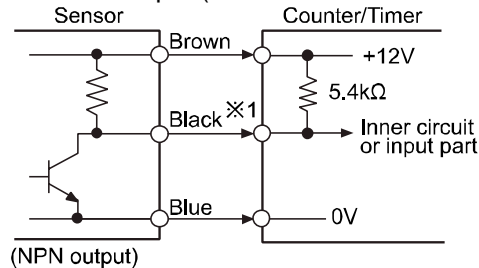 Sensor
Counter/Timer
Brown
+12V
5.4kΩ
Black ※1
Inner circuit
or input part
Blue
0V
(NPN output)